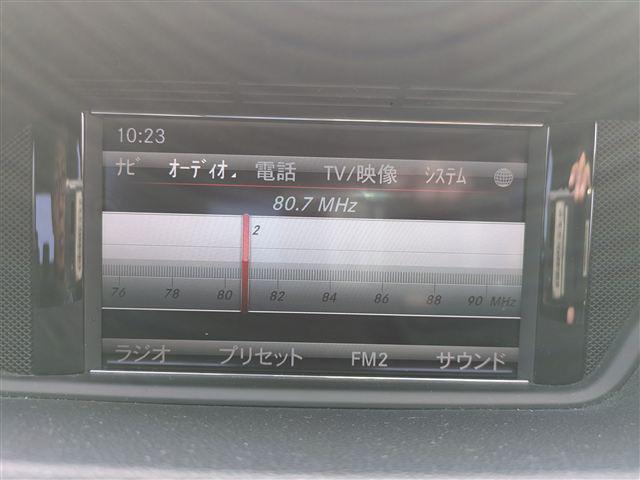 10:23
ナビ オーディオ 電話 TV/映像 システム
80.7 MHz
2
76 78 80 82 84 86 88 90 MHz
ラジオ プリセット FM2 サウンド